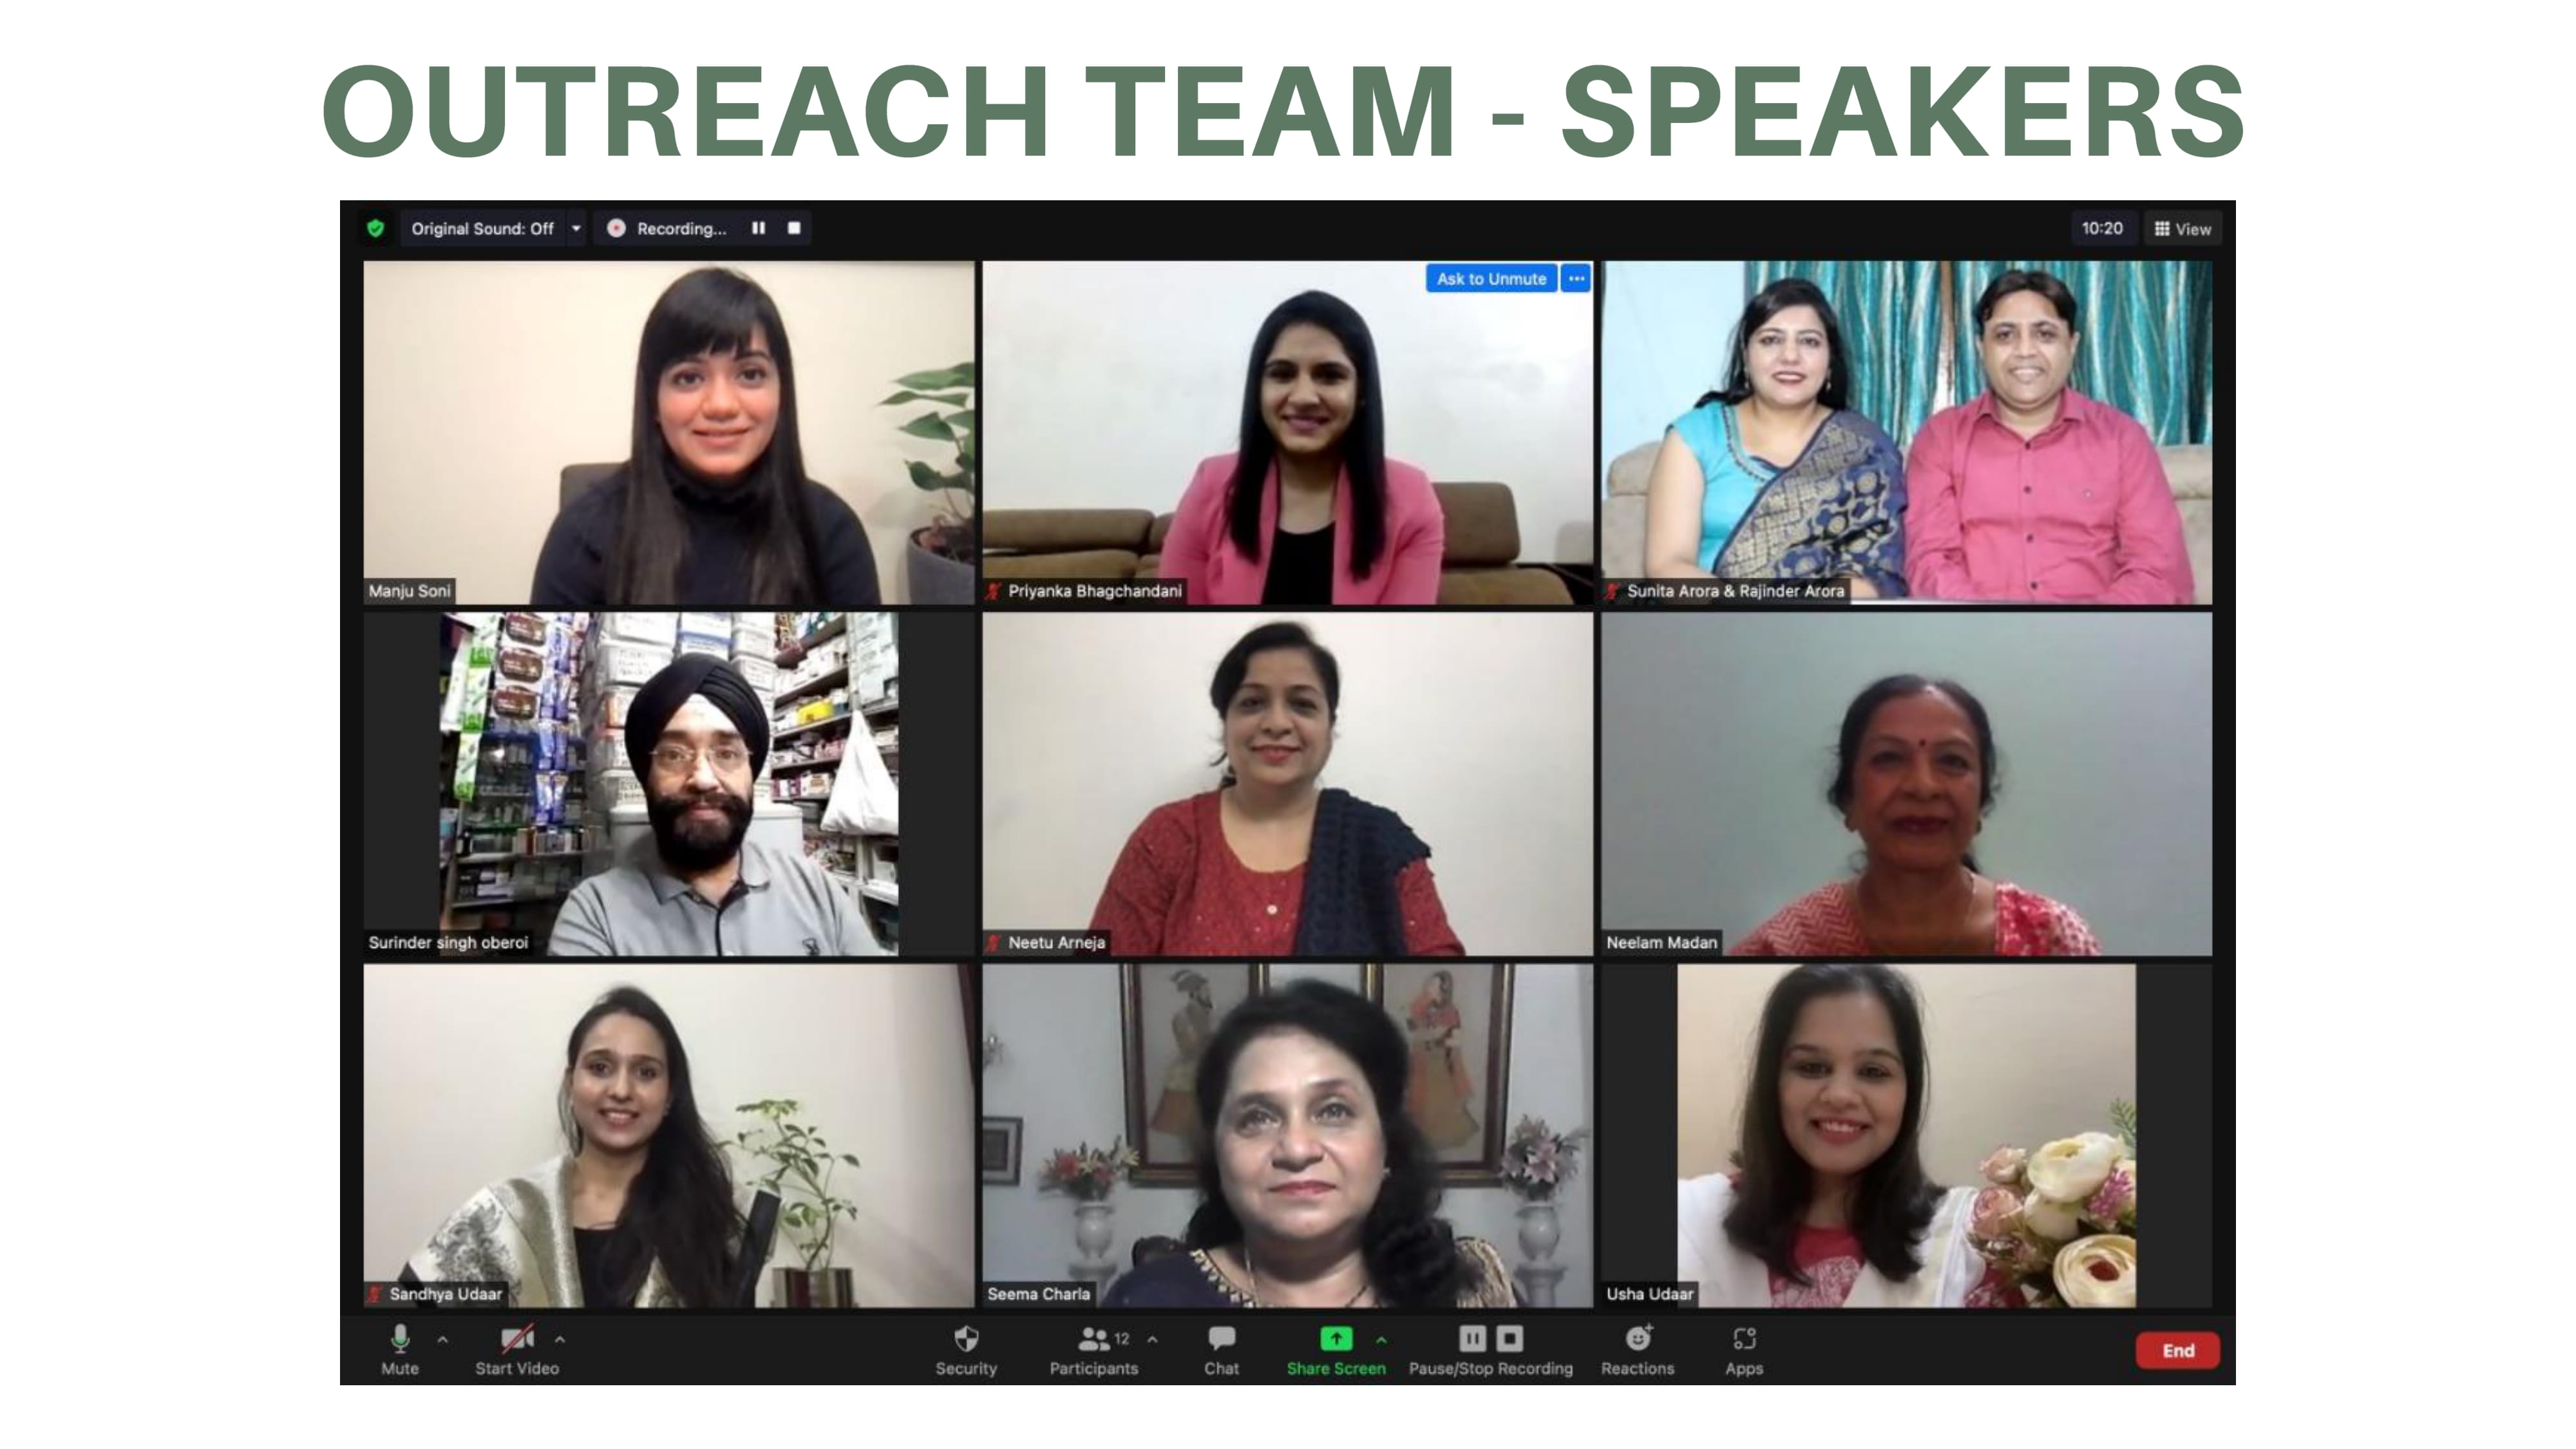 OUTREACH TEAM - SPEAKERS
Original Sound: Off
Recording...
10:20
View
Ask to Unmute
Manju Soni
Priyanka Bhagchandani
Sunita Arora & Rajinder Arora
Surinder singh oberoi
Neetu Arneja
Neelam Madan
Sandhya Udaar
Seema Charla
Usha Udaar
Mute
Start Video
Security
12
Participants
Chat
Share Screen
Pause/Stop Recording
Reactions
Apps
End